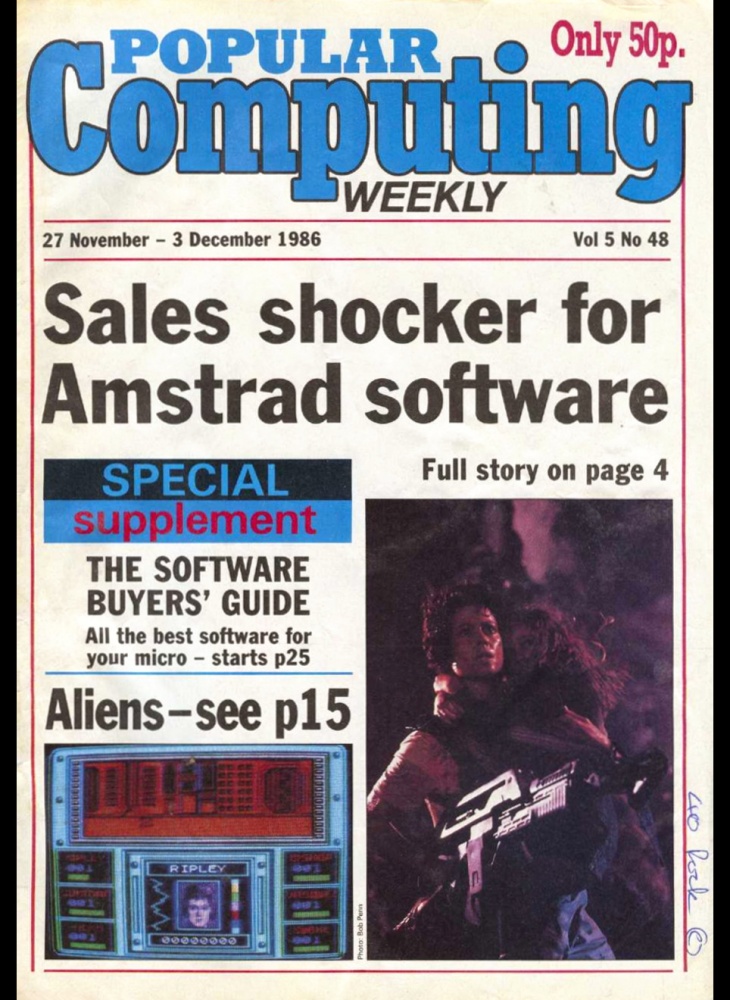 POPULAR
Only 50p.
Computing
WEEKLY
27 November – 3 December 1986
Vol 5 No 48
Sales shocker for
Amstrad software
Full story on page 4
SPECIAL
supplement
THE SOFTWARE
BUYERS' GUIDE
All the best software for
your micro – starts p25
Aliens–see p15
RIPLEY